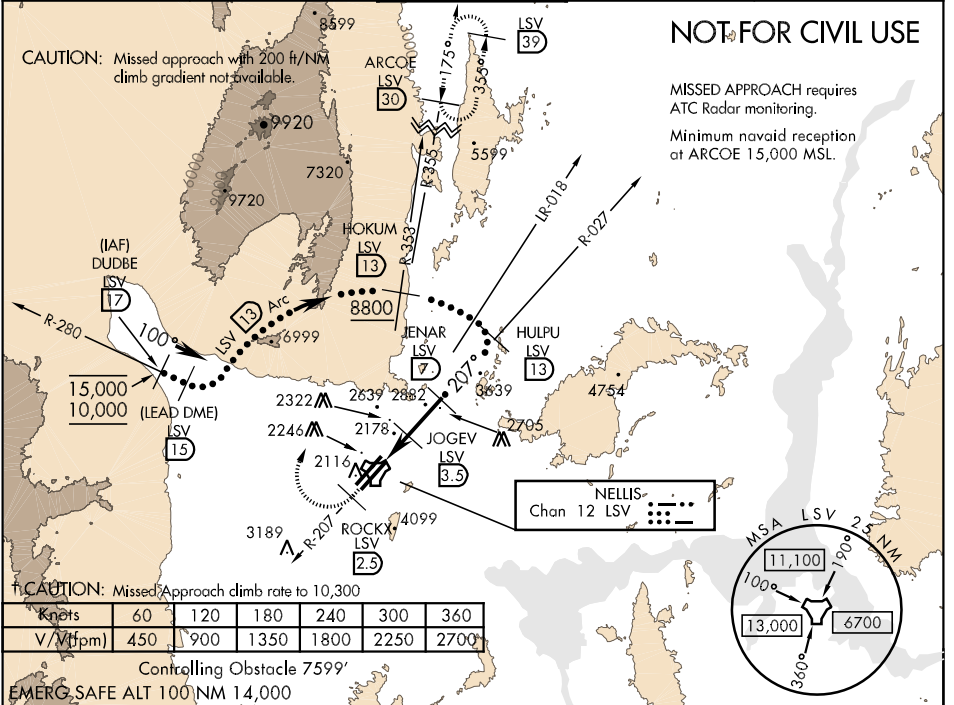 NOT FOR CIVIL USE
CAUTION: Missed approach with 200 ft/NM
climb gradient not available.
MISSED APPROACH requires
ATC Radar monitoring.
Minimum navaid reception
at ARCOE 15,000 MSL.
8599
3000
ARCOE
LSV
30
175°
355°
LSV
39
9920
6000
9000
9720
7320
5599
R-355
R-353
LR-018
R-027
HOKUM
LSV
13
8800
(IAF)
DUDBE
LSV
17
R-280
100°
LSV 13 Arc
6999
JENAR
LSV
7
HULPU
LSV
13
207°
15,000
10,000
(LEAD DME)
LSV
15
2322
2639
2882
3639
4754
2246
2178
2705
JOGEV
LSV
3.5
2116
NELLIS
Chan 12 LSV
R-207
3189
ROCKX
LSV
2.5
4099
MSA LSV 25 NM
11,100
190°
100°
13,000
6700
360°
† CAUTION: Missed Approach climb rate to 10,300
Knots 60 120 180 240 300 360
V/V(fpm) 450 900 1350 1800 2250 2700
Controlling Obstacle 7599'
EMERG SAFE ALT 100 NM 14,000